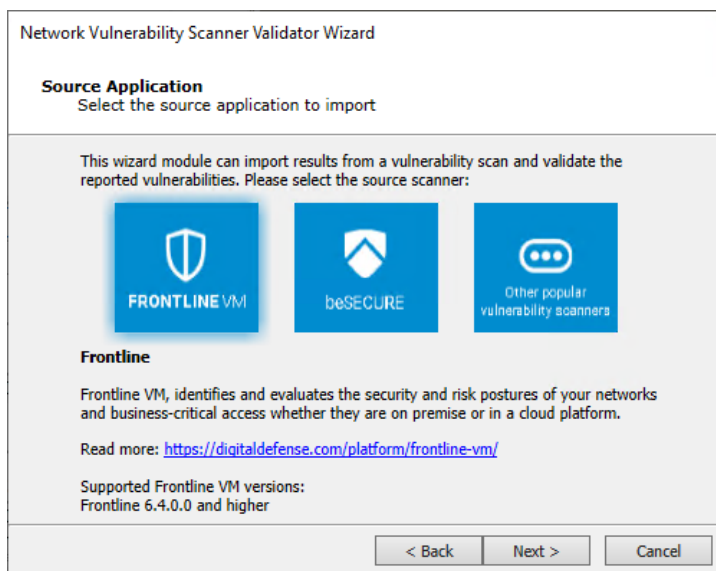 Network Vulnerability Scanner Validator Wizard
Source Application
Select the source application to import
This wizard module can import results from a vulnerability scan and validate the
reported vulnerabilities. Please select the source scanner:
FRONTLINE VM
beSECURE
Other popular
vulnerability scanners
Frontline
Frontline VM, identifies and evaluates the security and risk postures of your networks
and business-critical access whether they are on premise or in a cloud platform.
Read more: https://digitaldefense.com/platform/frontline-vm/
Supported Frontline VM versions:
Frontline 6.4.0.0 and higher
< Back
Next >
Cancel